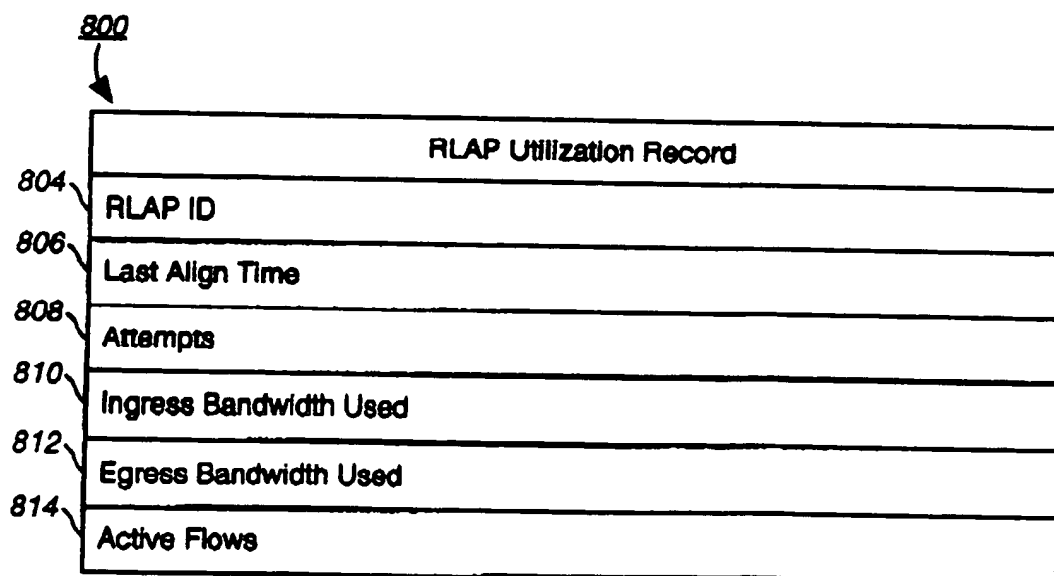 800
RLAP Utilization Record
804
RLAP ID
806
Last Align Time
808
Attempts
810
Ingress Bandwidth Used
812
Egress Bandwidth Used
814
Active Flows